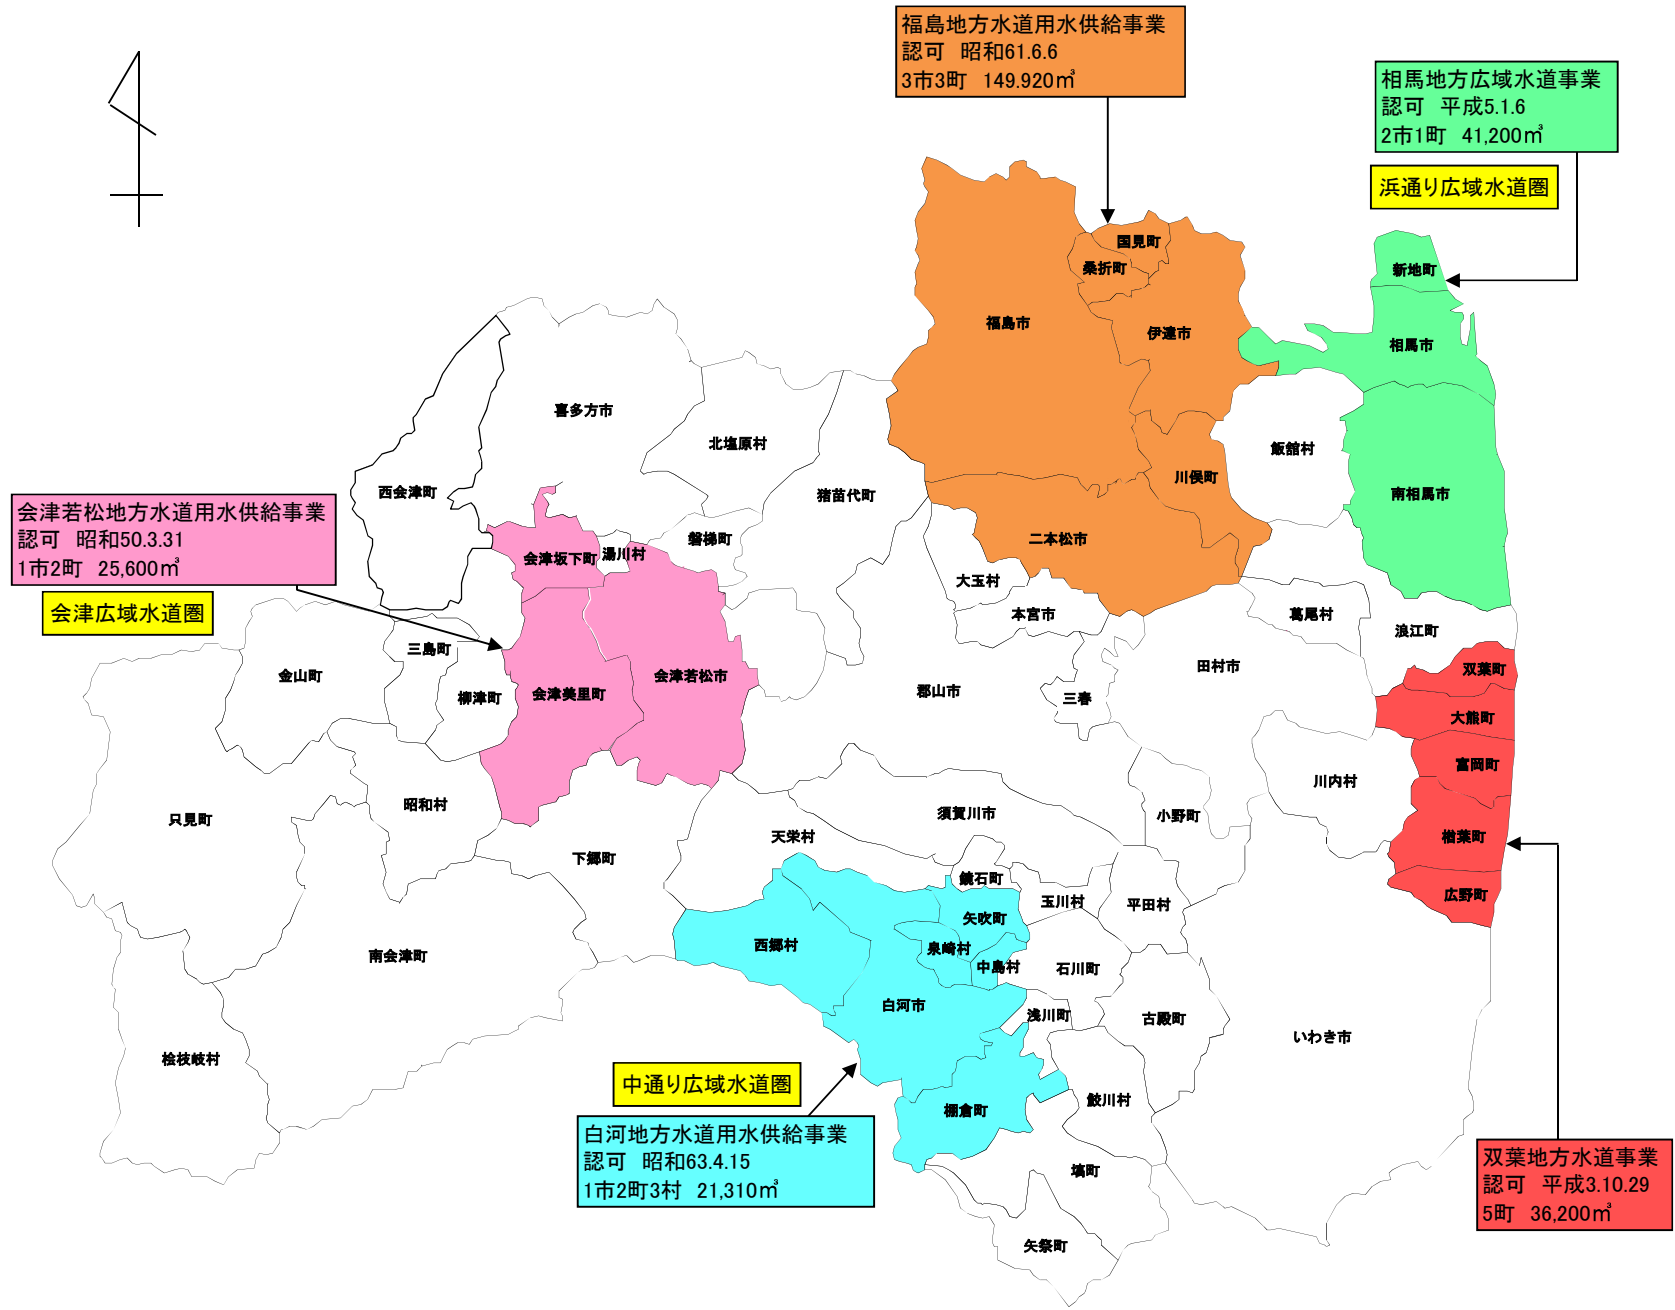 福島地方水道用水供給事業
認可 昭和61.6.6
3市3町 149.920㎥
相馬地方広域水道事業
認可 平成5.1.6
2市1町 41,200㎥
浜通り広域水道圏
国見町
桑折町
新地町
福島市
伊達市
相馬市
喜多方市
北塩原村
飯舘村
川俣町
西会津町
猪苗代町
南相馬市
会津若松地方水道用水供給事業
認可 昭和50.3.31
1市2町 25,600㎥
会津広域水道圏
会津坂下町
湯川村
磐梯町
二本松市
大玉村
本宮市
葛尾村
浪江町
三島町
金山町
柳津町
会津美里町
会津若松市
郡山市
三春
田村市
双葉町
大熊町
富岡町
川内村
只見町
昭和村
須賀川市
小野町
天栄村
楢葉町
下郷町
鏡石町
玉川村
平田村
広野町
矢吹町
西郷村
泉崎村
中島村
石川町
南会津町
白河市
浅川町
古殿町
いわき市
桧枝岐村
中通り広域水道圏
棚倉町
鮫川村
白河地方水道用水供給事業
認可 昭和63.4.15
1市2町3村 21,310㎥
塙町
双葉地方水道事業
認可 平成3.10.29
5町 36,200㎥
矢祭町